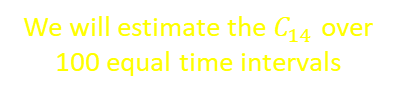 We will estimate the C₁₄ over
100 equal time intervals